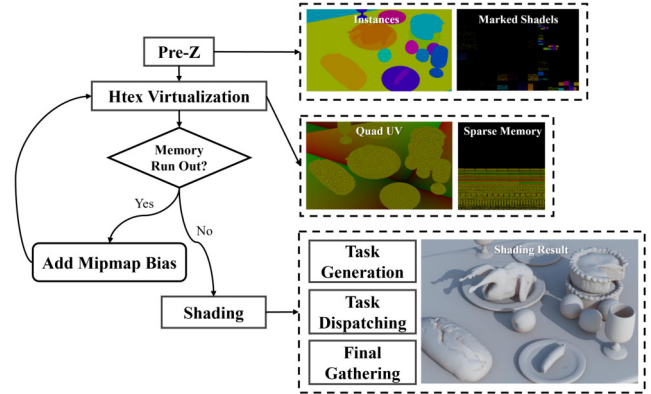 Pre-Z
Instances
Marked Shadels
Htex Virtualization
Memory
Run Out?
Quad UV
Sparse Memory
Yes
No
Add Mipmap Bias
Shading
Task
Generation
Task
Dispatching
Final
Gathering
Shading Result